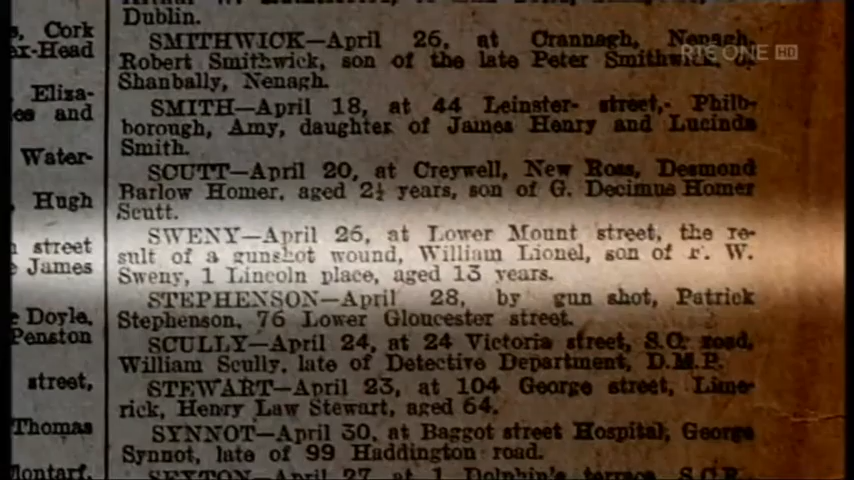 Dublin.
SMITHWICK—April 26, at Crannagh, Nenagh,
Robert Smithwick, son of the late Peter Smithwick, of
Shanbally, Nenagh.
SMITH—April 18, at 44 Leinster- street,- Philb-
borough, Amy, daughter of James Henry and Lucinda
Smith.
SCUTT—April 20, at Creywell, New Ross, Desmond
Barlow Homer, aged 2½ years, son of G. Decimus Homer
Scutt.
SWENY—April 26, at Lower Mount street, the re-
sult of a gunshot wound, William Lionel, son of F. W.
Sweny, 1 Lincoln place, aged 13 years.
STEPHENSON—April 28, by gun shot, Patrick
Stephenson, 76 Lower Gloucester street.
SCULLY—April 24, at 24 Victoria street, S.C. road,
William Scully, late of Detective Department, D.M.P.
STEWART—April 23, at 104 George street, Lime-
rick, Henry Law Stewart, aged 64.
SYNNOT—April 30, at Baggot street Hospital, George
Synnot, late of 99 Haddington road.
SEXTON—April 27, at 1 Dolphin's terrace, S.C.R.,
Cork
ex-Head
Eliza-
and
Water-
Hugh
street
James
Doyle,
Penston
street,
Thomas
RTÉ ONE HD